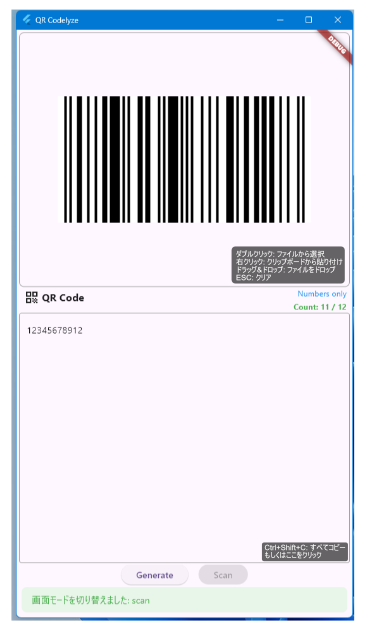 QR Codelyze
DEBUG
ダブルクリック: ファイルから選択
右クリック: クリップボードから貼り付け
ドラッグ&ドロップ: ファイルをドロップ
ESC: クリア
QR Code
Numbers only
Count: 11 / 12
12345678912
Ctrl+Shift+C: すべてコピー
もしくはここをクリック
Generate
Scan
画面モードを切り替えました: scan